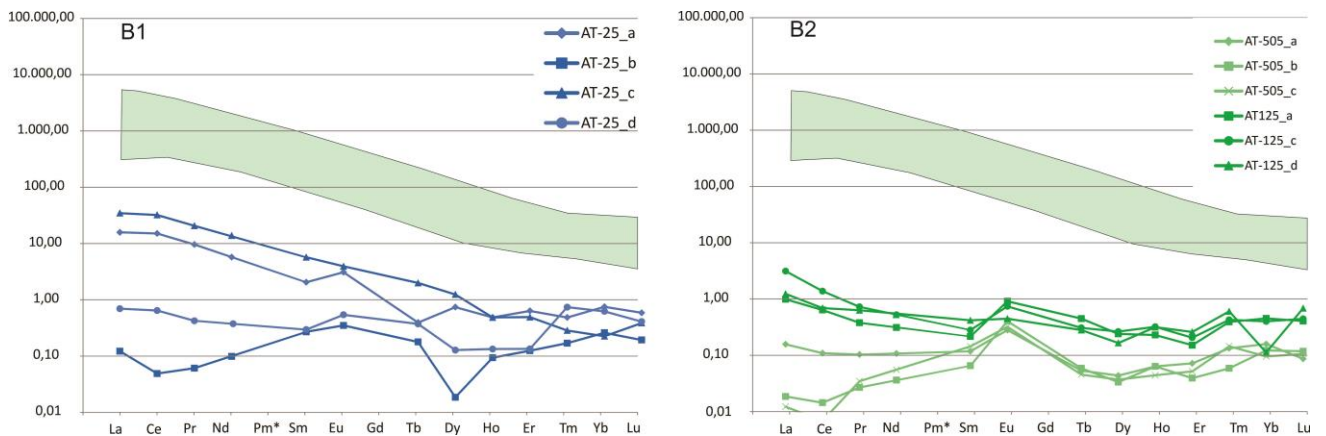 B1
100.000,00
10.000,00
1.000,00
100,00
10,00
1,00
0,10
0,01
AT-25_a
AT-25_b
AT-25_c
AT-25_d
La Ce Pr Nd Pm* Sm Eu Gd Tb Dy Ho Er Tm Yb Lu
B2
100.000,00
10.000,00
1.000,00
100,00
10,00
1,00
0,10
0,01
AT-505_a
AT-505_b
AT-505_c
AT125_a
AT-125_c
AT-125_d
La Ce Pr Nd Pm* Sm Eu Gd Tb Dy Ho Er Tm Yb Lu